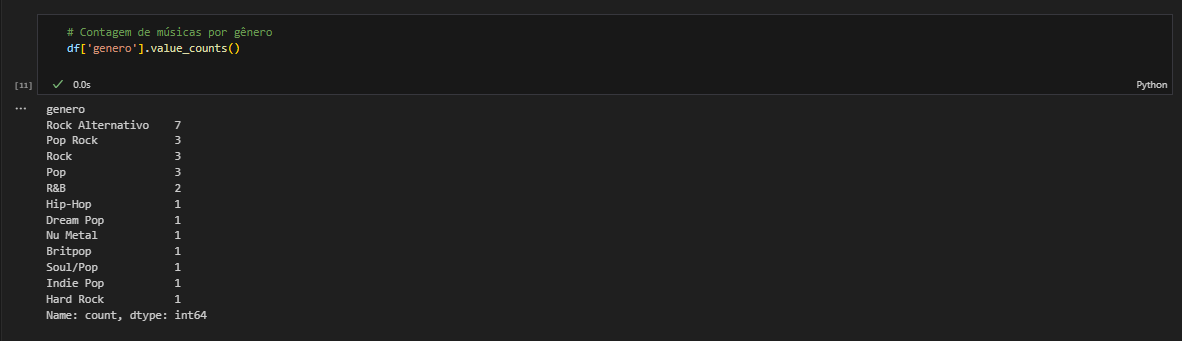 # Contagem de músicas por gênero
df['genero'].value_counts()
[11]
0.0s
Python
genero
Rock Alternativo 7
Pop Rock 3
Rock 3
Pop 3
R&B 2
Hip-Hop 1
Dream Pop 1
Nu Metal 1
Britpop 1
Soul/Pop 1
Indie Pop 1
Hard Rock 1
Name: count, dtype: int64